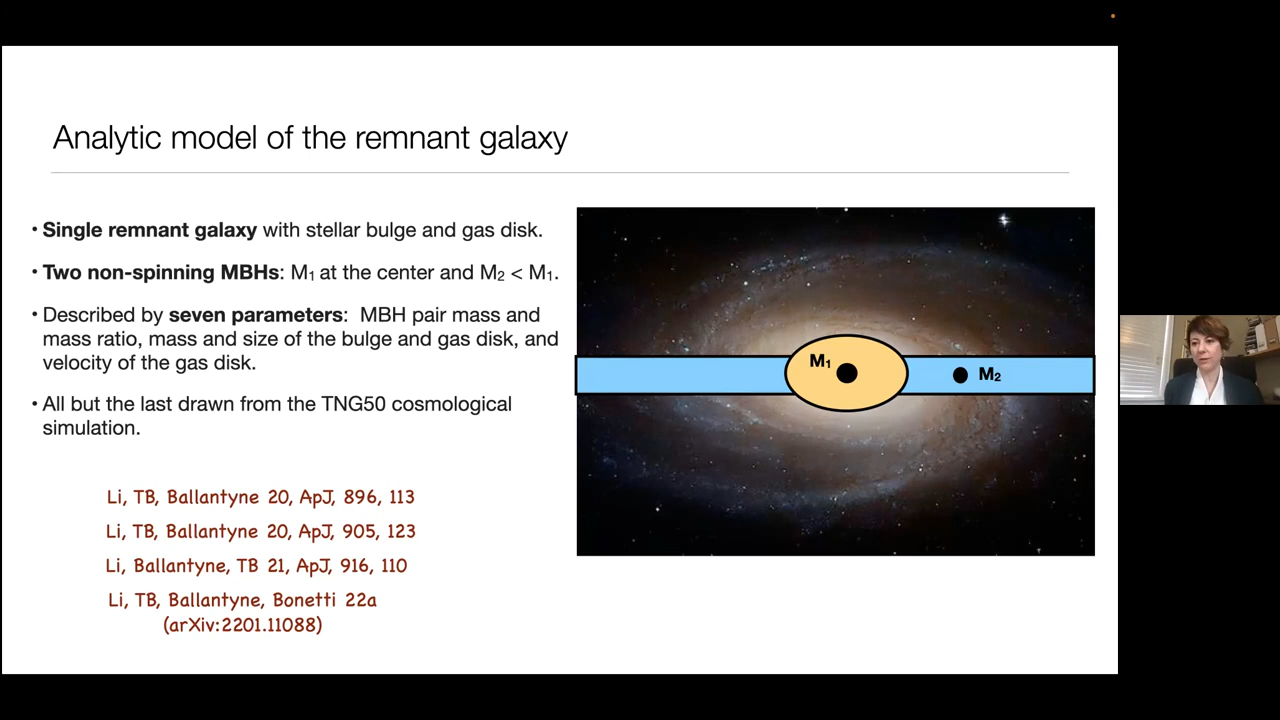 Analytic model of the remnant galaxy
• Single remnant galaxy with stellar bulge and gas disk.
• Two non-spinning MBHs: M₁ at the center and M₂ < M₁.
• Described by seven parameters: MBH pair mass and
mass ratio, mass and size of the bulge and gas disk, and
velocity of the gas disk.
• All but the last drawn from the TNG50 cosmological
simulation.
Li, TB, Ballantyne 20, ApJ, 896, 113
Li, TB, Ballantyne 20, ApJ, 905, 123
Li, Ballantyne, TB 21, ApJ, 916, 110
Li, TB, Ballantyne, Bonetti 22a
(arXiv:2201.11088)
M₁
M₂